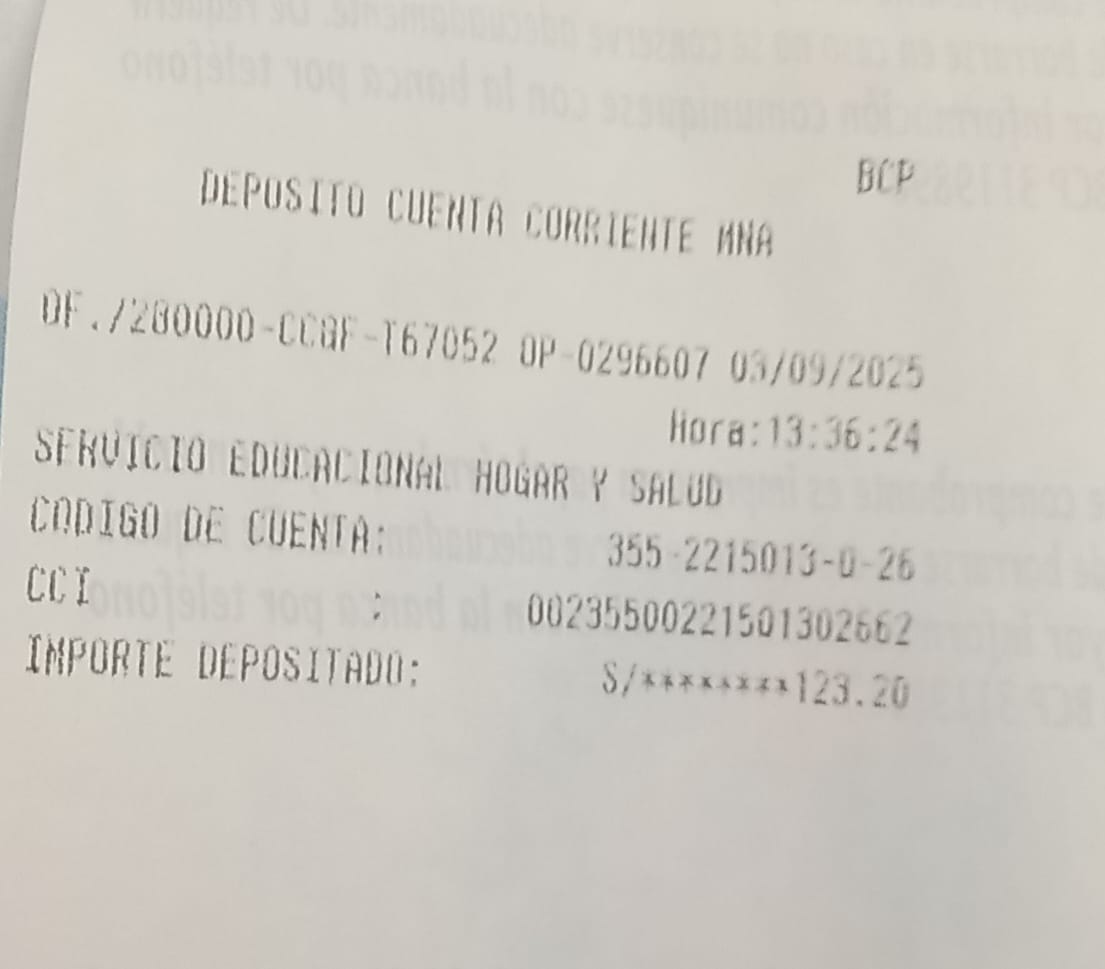 BCP
DEPOSITO CUENTA CORRIENTE MNA
OF./280000-CCAF-T67052 OP-0296607 03/09/2025
Hora:13:36:24
SERVICIO EDUCACIONAL HOGAR Y SALUD
CODIGO DE CUENTA: 355-2215013-0-26
CCI : 00235500221501302662
IMPORTE DEPOSITADO: S/********123.20